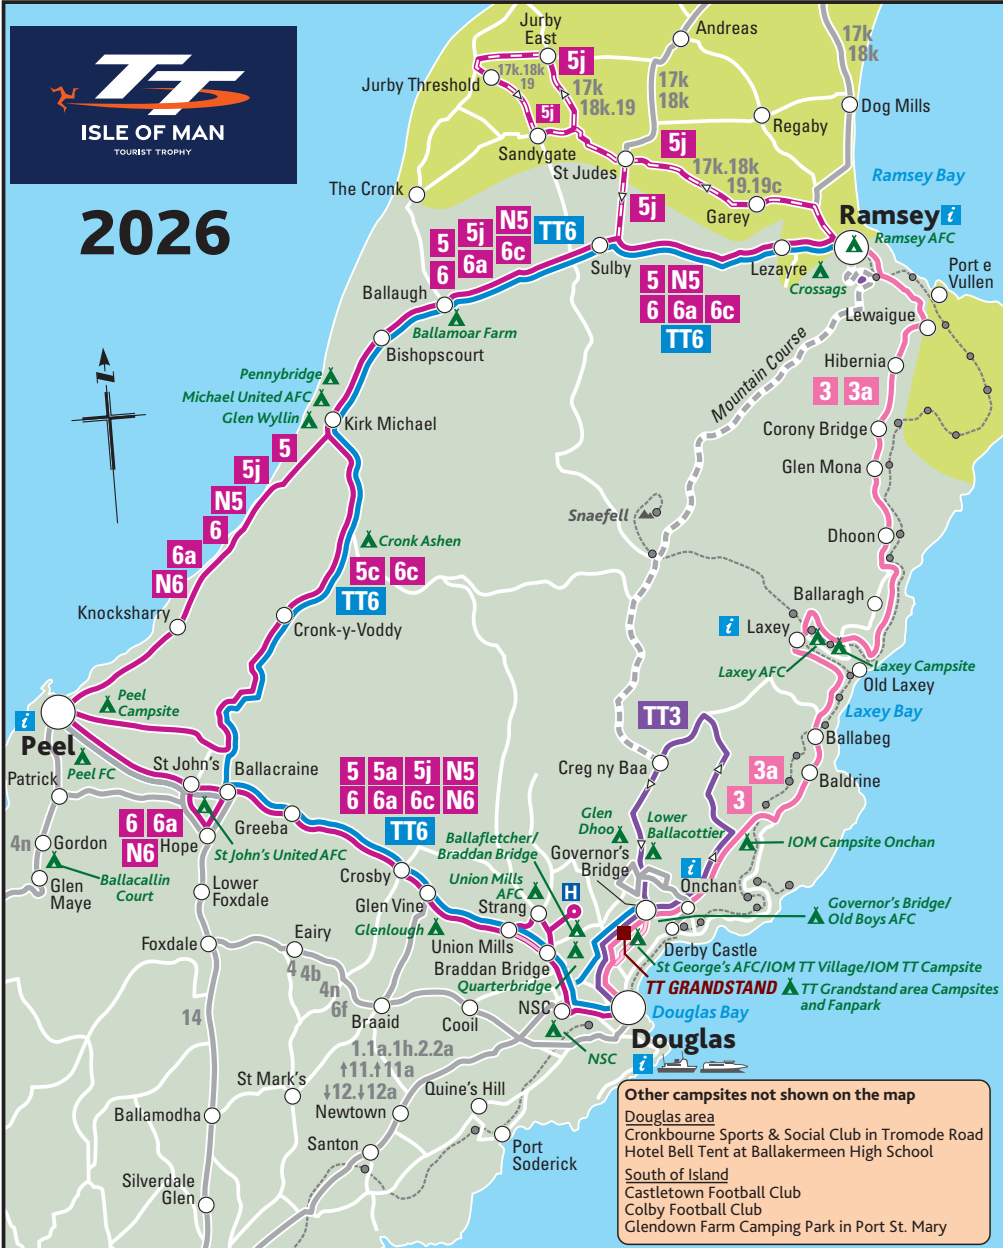 TT
ISLE OF MAN
TOURIST TROPHY
2026
Jurby
East
Andreas
17k
18k
5j
17k.18k
19
17k
18k.19
17k
18k
Jurby Threshold
5j
Dog Mills
Regaby
Sandygate
5j
St Judes
17k.18k
19.19c
Ramsey Bay
The Cronk
5j
Garey
Ramsey i
Ramsey AFC
5 5j N5 TT6
6 6a 6c
Sulby
Lezayre
Crossags
Port e
Vullen
5 N5
6 6a 6c
TT6
Ballaugh
Ballamoar Farm
Lewaigue
Bishopscourt
Mountain Course
Hibernia
Pennybridge
Michael United AFC
Glen Wyllin
3 3a
Kirk Michael
Corony Bridge
5
5j
N5
6
6a
N6
Glen Mona
Snaefell
Cronk Ashen
Dhoon
5c 6c
TT6
Knocksharry
Cronk-y-Voddy
Ballaragh
i Laxey
Laxey AFC
Laxey Campsite
Old Laxey
Laxey Bay
Peel
Campsite
i
Peel
Peel FC
TT3
Ballabeg
Creg ny Baa
3a
3
Baldrine
Patrick
St John's
Ballacraine
5 5a 5j N5
6 6a 6c N6
TT6
6 6a
N6
Hope
Greeba
St John's United AFC
4n
Gordon
Ballacallin
Court
Glen
Maye
Glen
Dhoo
Lower
Ballacottier
IOM Campsite Onchan
Ballafletcher/
Braddan Bridge
Governor's
Bridge
i
Onchan
Crosby
Union Mills
AFC
H
Lower
Foxdale
Glen Vine
Strang
Glenlough
Governor's Bridge/
Old Boys AFC
Foxdale
Eairy
Union Mills
Braddan Bridge
Quarterbridge
Derby Castle
St George's AFC/IOM TT Village/IOM TT Campsite
TT GRANDSTAND
TT Grandstand area Campsites
and Fanpark
4 4b
4n
6f
14
Braaid
Cooil
NSC
Douglas Bay
Douglas
i
NSC
1.1a.1h.2.2a
↑11.↑11a
↓12.↓12a
St Mark's
Quine's Hill
Ballamodha
Newtown
Santon
Port
Soderick
Silverdale
Glen
Other campsites not shown on the map
Douglas area
Cronkbourne Sports & Social Club in Tromode Road
Hotel Bell Tent at Ballakermeen High School
South of Island
Castletown Football Club
Colby Football Club
Glendown Farm Camping Park in Port St. Mary